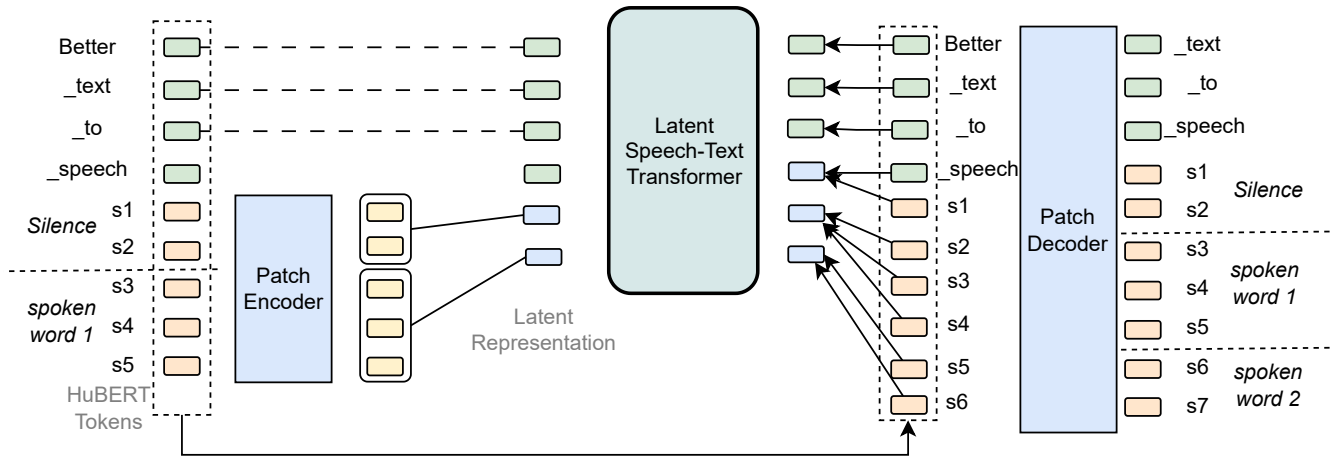 Better
_text
_to
_speech
Silence
s1
s2
spoken
word 1
s3
s4
s5
HuBERT
Tokens
Patch
Encoder
Latent
Representation
Latent
Speech-Text
Transformer
Better
_text
_to
_speech
s1
s2
s3
s4
s5
s6
Patch
Decoder
_text
_to
_speech
s1
s2
Silence
s3
s4
s5
spoken
word 1
s6
s7
spoken
word 2